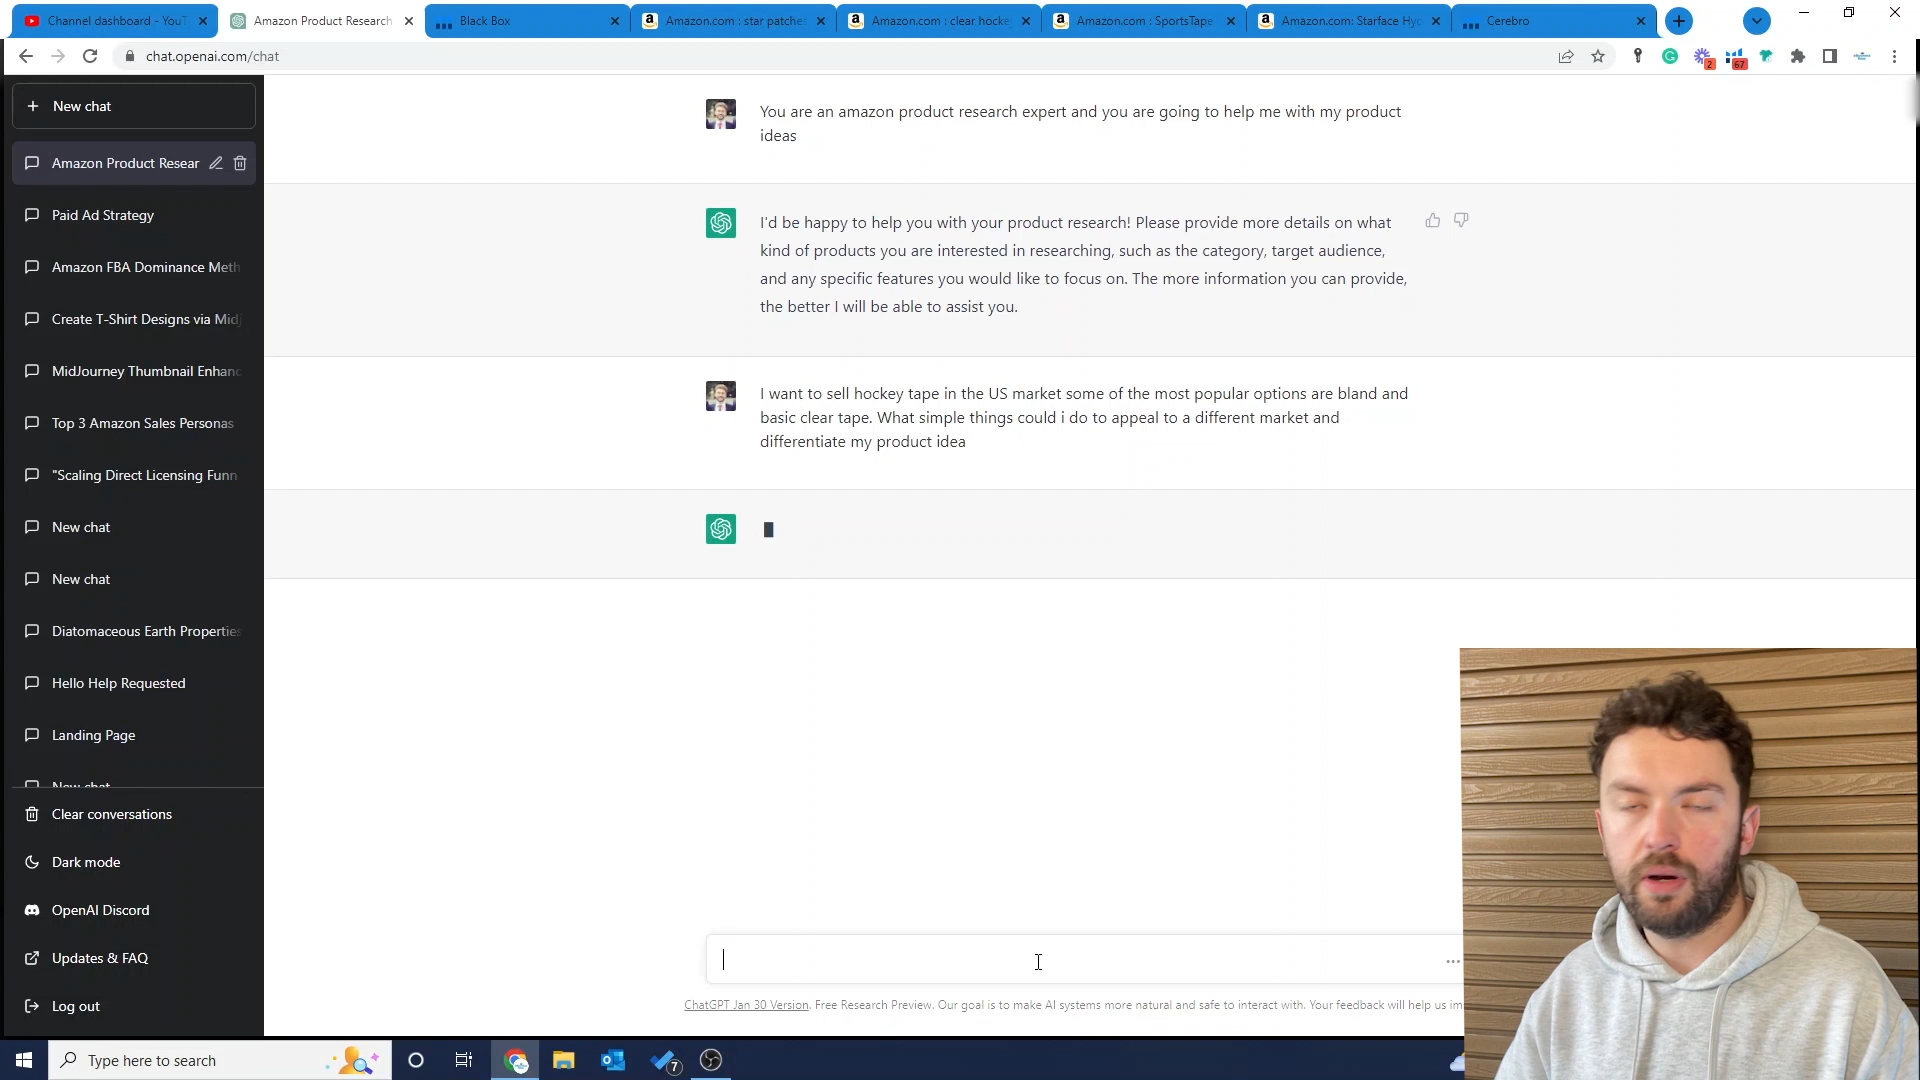 Channel dashboard - YouT
Amazon Product Research
Black Box
Amazon.com : star patches
Amazon.com : clear hocke
Amazon.com : SportsTape
Amazon.com: Starface Hyd
Cerebro
chat.openai.com/chat
2
67
New chat
Amazon Product Resear
Paid Ad Strategy
Amazon FBA Dominance Meth
Create T-Shirt Designs via Midj
MidJourney Thumbnail Enhanc
Top 3 Amazon Sales Personas
"Scaling Direct Licensing Funn
New chat
New chat
Diatomaceous Earth Properties
Hello Help Requested
Landing Page
New chat
Clear conversations
Dark mode
OpenAI Discord
Updates & FAQ
Log out
You are an amazon product research expert and you are going to help me with my product
ideas
I'd be happy to help you with your product research! Please provide more details on what
kind of products you are interested in researching, such as the category, target audience,
and any specific features you would like to focus on. The more information you can provide,
the better I will be able to assist you.
I want to sell hockey tape in the US market some of the most popular options are bland and
basic clear tape. What simple things could i do to appeal to a different market and
differentiate my product idea
ChatGPT Jan 30 Version. Free Research Preview. Our goal is to make AI systems more natural and safe to interact with. Your feedback will help us im
Type here to search
7